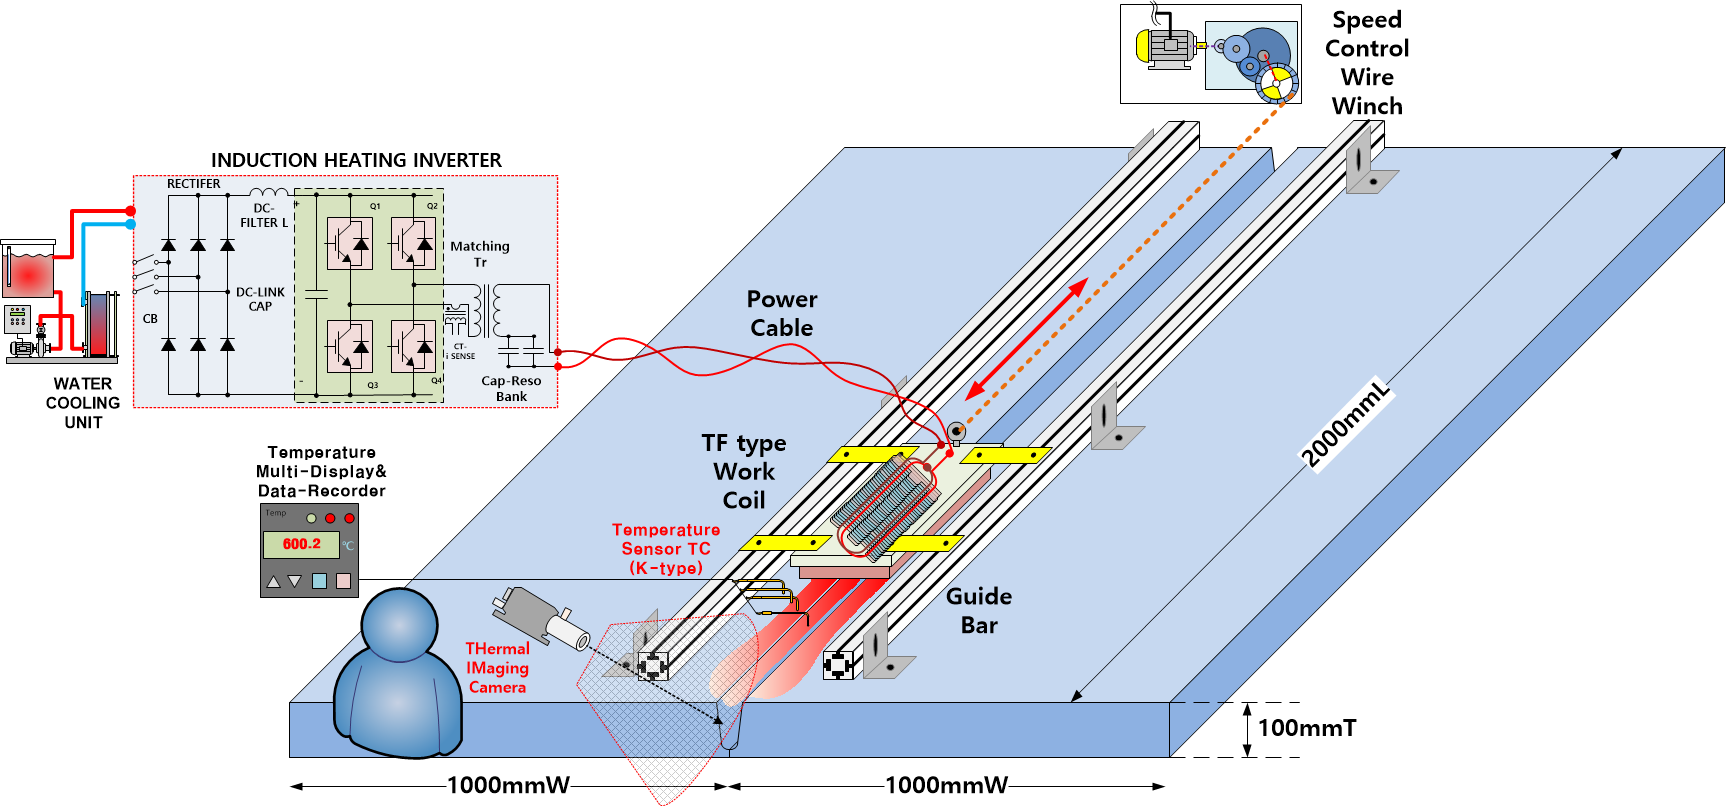 Speed
Control
Wire
Winch
INDUCTION HEATING INVERTER
RECTIFER
DC-
FILTER L
+
Q1
Q2
Matching
Tr
DC-LINK
CAP
CB
CT-
i SENSE
-
Q3
Q4
Cap-Reso
Bank
WATER
COOLING
UNIT
Power
Cable
2000mmL
TF type
Work
Coil
Temperature
Multi-Display&
Data-Recorder
Temp
600.2
°C
Temperature
Sensor TC
(K-type)
Guide
Bar
THermal
IMaging
Camera
100mmT
1000mmW
1000mmW